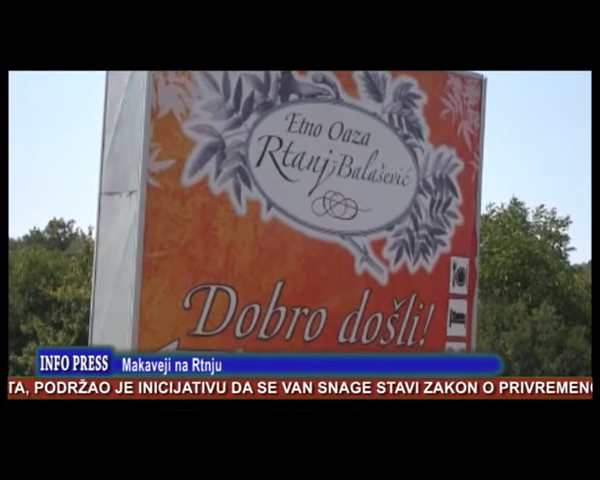 Etno Oaza
Rtanj-Balašević
Dobro došli!
INFO PRESS
Makaveji na Rtnju
TA, PODRŽAO JE INICIJATIVU DA SE VAN SNAGE STAVI ZAKON O PRIVREMENO